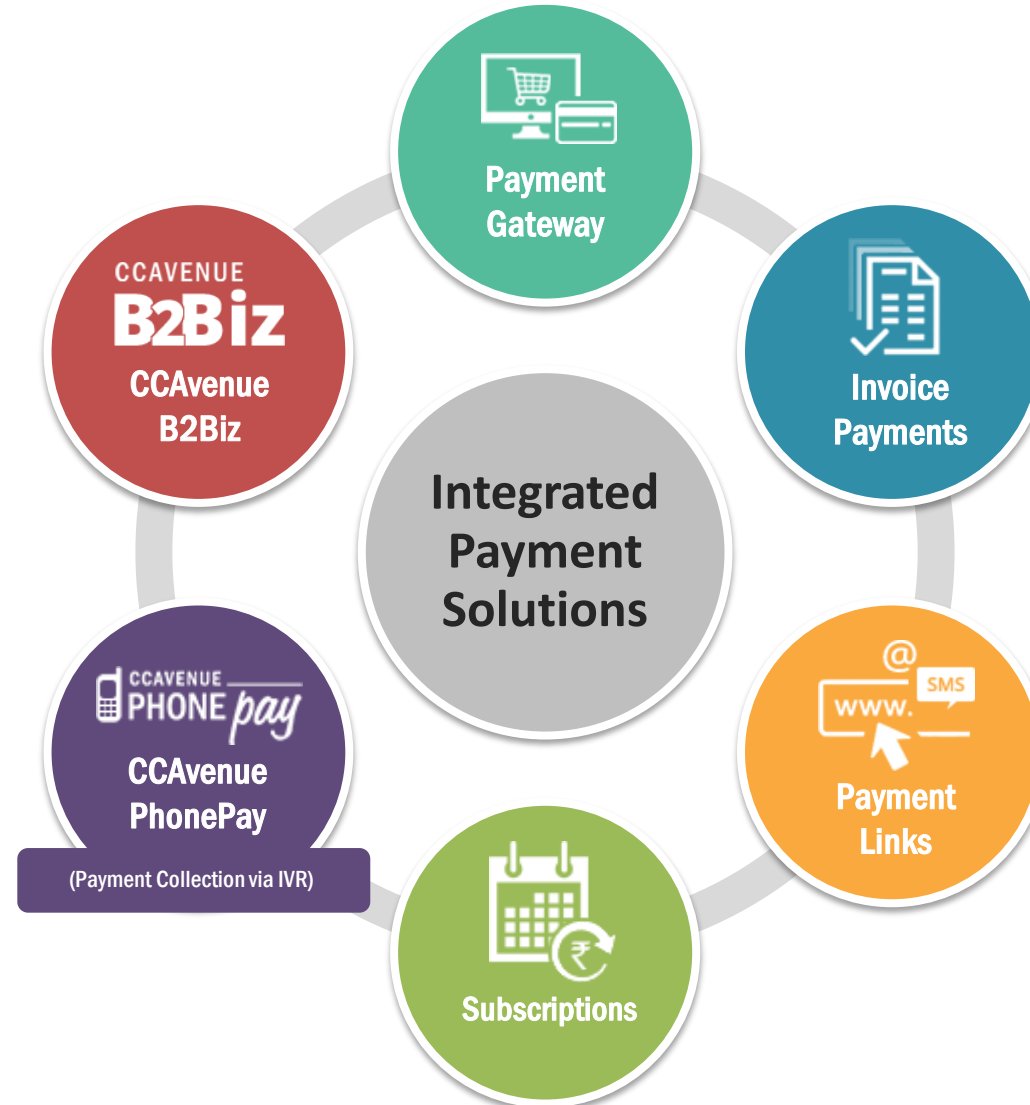 Payment
Gateway
CCAVENUE
B2Biz
CCAvenue
B2Biz
Invoice
Payments
Integrated
Payment
Solutions
CCAVENUE
PHONE pay
CCAvenue
PhonePay
(Payment Collection via IVR)
@
SMS
www.
Payment
Links
₹
Subscriptions